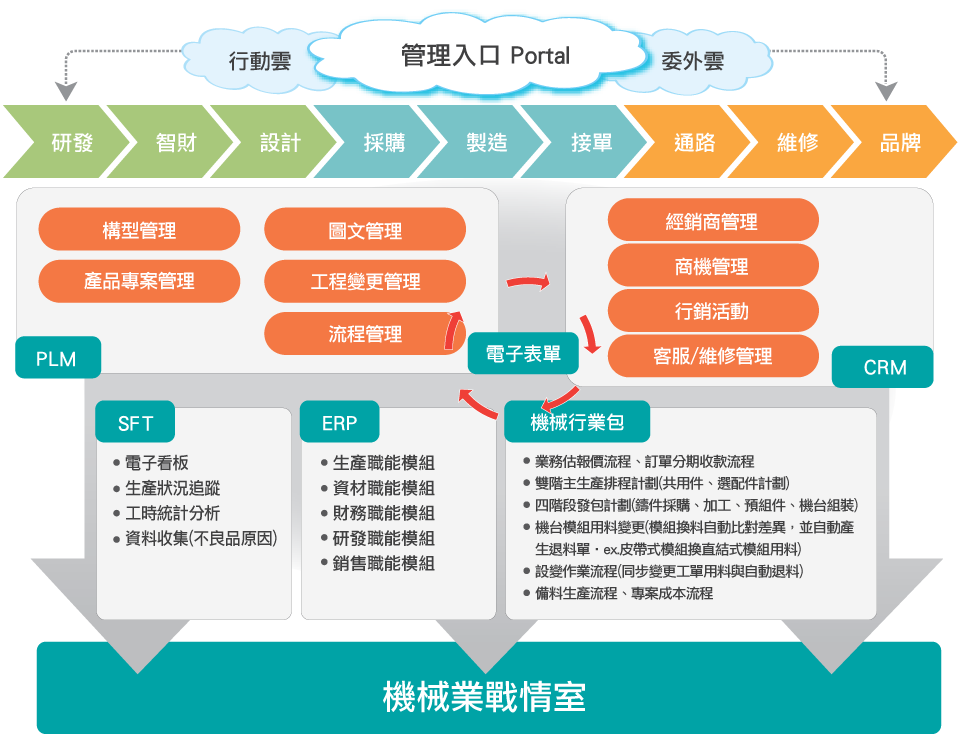 行動雲
管理入口 Portal
委外雲
研發
智財
設計
採購
製造
接單
通路
維修
品牌
構型管理
產品專案管理
圖文管理
工程變更管理
流程管理
PLM
電子表單
經銷商管理
商機管理
行銷活動
客服/維修管理
CRM
SFT
•電子看板
•生產狀況追蹤
•工時統計分析
•資料收集(不良品原因)
ERP
•生產職能模組
•資材職能模組
•財務職能模組
•研發職能模組
•銷售職能模組
機械行業包
•業務估報價流程、訂單分期收款流程
•雙階主生產排程計劃(共用件、選配件計劃)
•四階段發包計劃(鑄件採購、加工、預組件、機台組裝)
•機台模組用料變更(模組換料自動比對差異，並自動產
生退料單．ex.皮帶式模組換直結式模組用料)
•設變作業流程(同步變更工單用料與自動退料)
•備料生產流程、專案成本流程
機械業戰情室